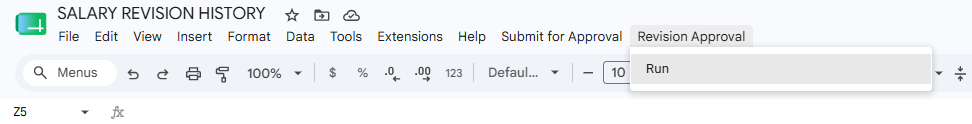 SALARY REVISION HISTORY
File Edit View Insert Format Data Tools Extensions Help Submit for Approval Revision Approval
Menus 100% $ % .0 .00 123 Defaul... 10
Run
Z5 fx